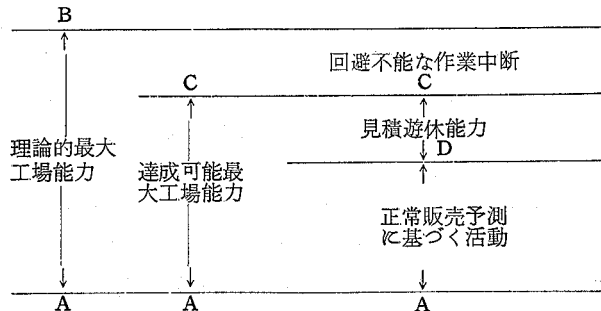 B
回避不能な作業中断
C
C
見積遊休能力
D
理論的最大
工場能力
達成可能最
大工場能力
正常販売予測
に基づく活動
A
A
A